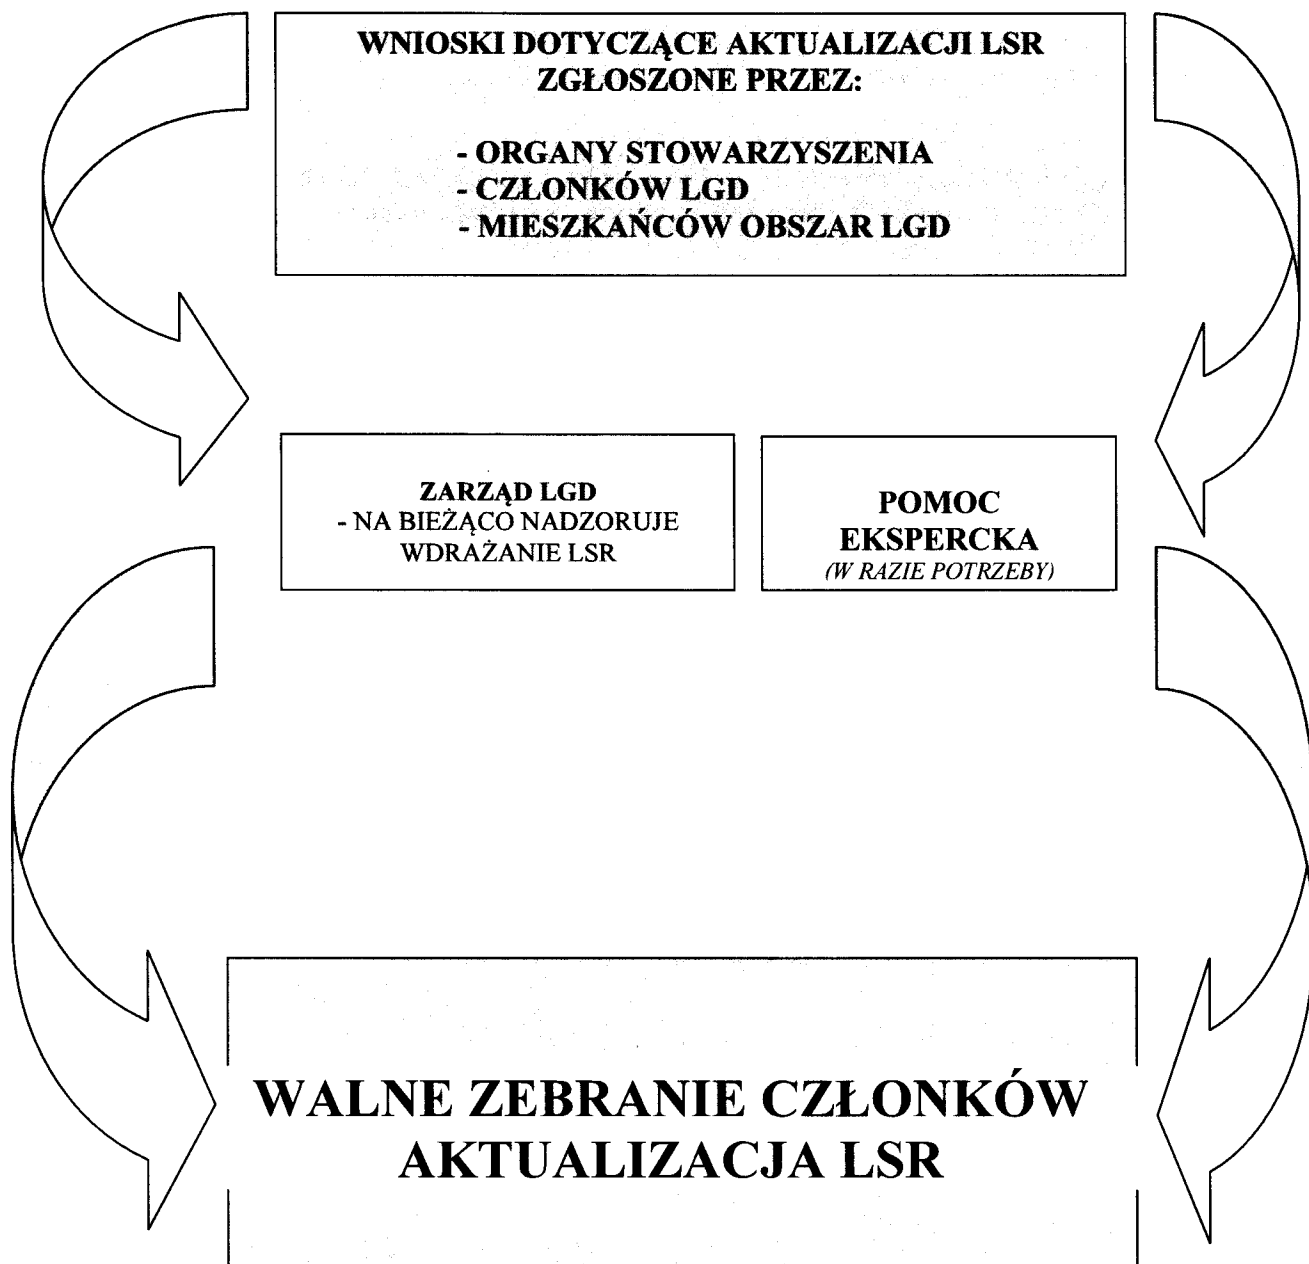 WNIOSKI DOTYCZĄCE AKTUALIZACJI LSR
ZGŁOSZONE PRZEZ:
- ORGANY STOWARZYSZENIA
- CZŁONKÓW LGD
- MIESZKAŃCÓW OBSZAR LGD
ZARZĄD LGD
- NA BIEŻĄCO NADZORUJE
WDRAŻANIE LSR
POMOC
EKSPERCKA
(W RAZIE POTRZEBY)
WALNE ZEBRANIE CZŁONKÓW
AKTUALIZACJA LSR